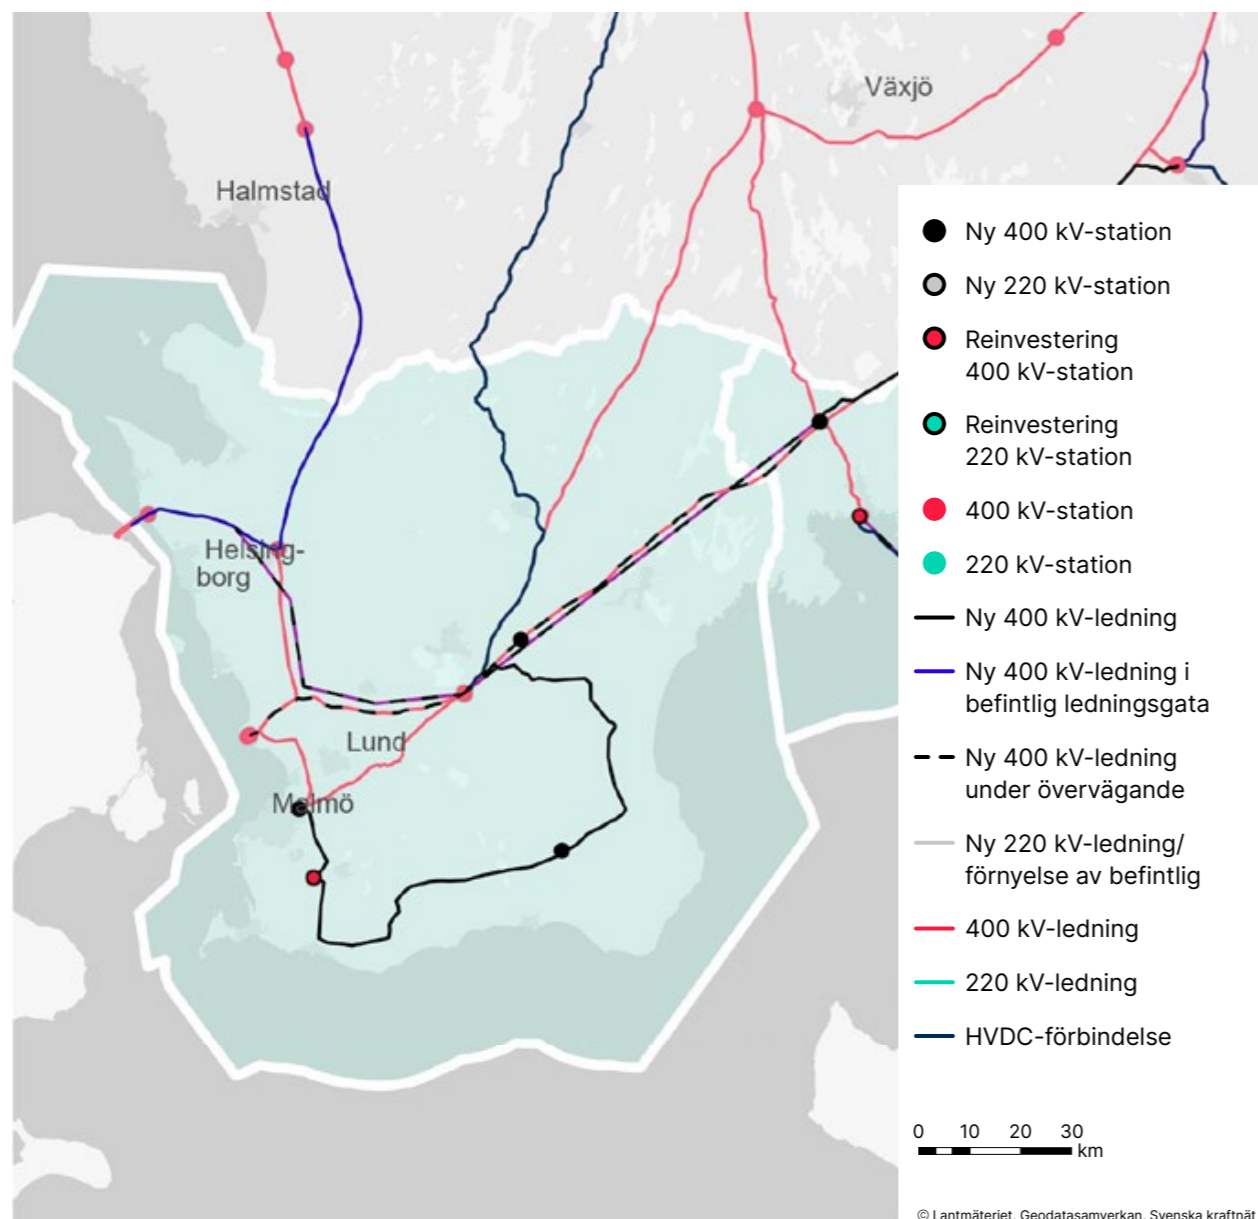 Växjö
Halmstad
Helsing-
borg
Lund
Malmö
Ny 400 kV-station
Ny 220 kV-station
Reinvestering
400 kV-station
Reinvestering
220 kV-station
400 kV-station
220 kV-station
Ny 400 kV-ledning
Ny 400 kV-ledning i
befintlig ledningsgata
Ny 400 kV-ledning
under övervägande
Ny 220 kV-ledning/
förnyelse av befintlig
400 kV-ledning
220 kV-ledning
HVDC-förbindelse
0 10 20 30
km
© Lantmäteriet, Geodatasamverkan, Svenska kraftnät